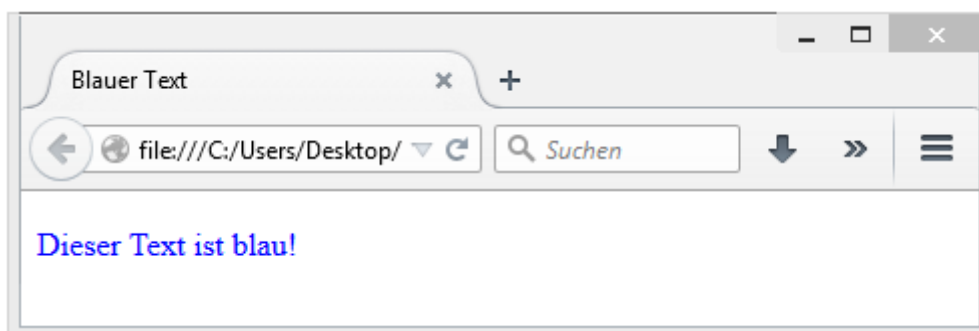 Blauer Text
file:///C:/Users/Desktop/
Suchen
Dieser Text ist blau!